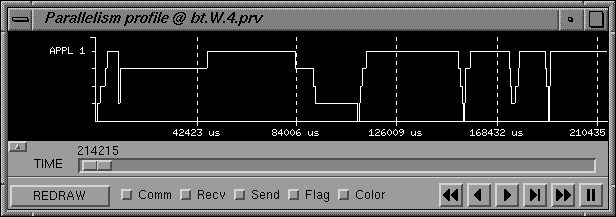 Parallelism profile @ bt.W.4.prv
APPL 1
42423 us 84006 us 126009 us 168432 us 210435
214215
TIME
REDRAW Comm Recv Send Flag Color